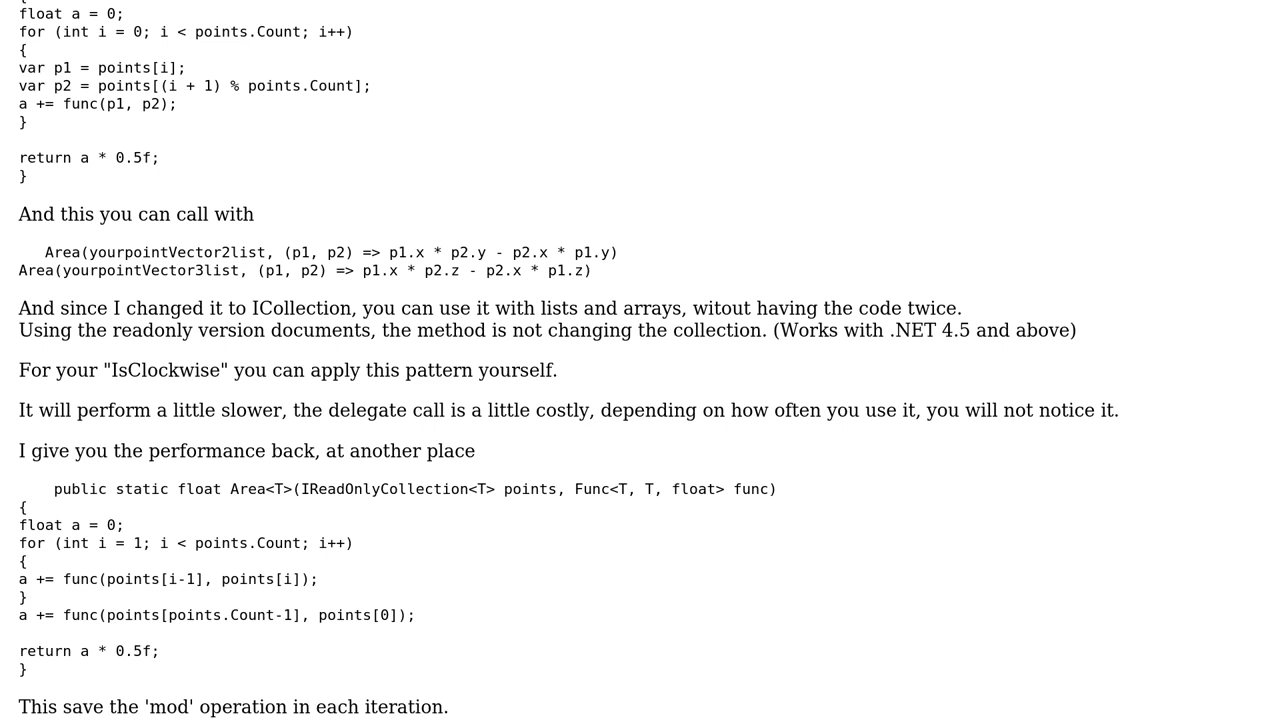 {
float a = 0;
for (int i = 0; i < points.Count; i++)
{
var p1 = points[i];
var p2 = points[(i + 1) % points.Count];
a += func(p1, p2);
}
return a * 0.5f;
}
And this you can call with
Area(yourpointVector2list, (p1, p2) => p1.x * p2.y - p2.x * p1.y)
Area(yourpointVector3list, (p1, p2) => p1.x * p2.z - p2.x * p1.z)
And since I changed it to ICollection, you can use it with lists and arrays, witout having the code twice.
Using the readonly version documents, the method is not changing the collection. (Works with .NET 4.5 and above)
For your "IsClockwise" you can apply this pattern yourself.
It will perform a little slower, the delegate call is a little costly, depending on how often you use it, you will not notice it.
I give you the performance back, at another place
public static float Area<T>(IReadOnlyCollection<T> points, Func<T, T, float> func)
{
float a = 0;
for (int i = 1; i < points.Count; i++)
{
a += func(points[i-1], points[i]);
}
a += func(points[points.Count-1], points[0]);
return a * 0.5f;
}
This save the 'mod' operation in each iteration.